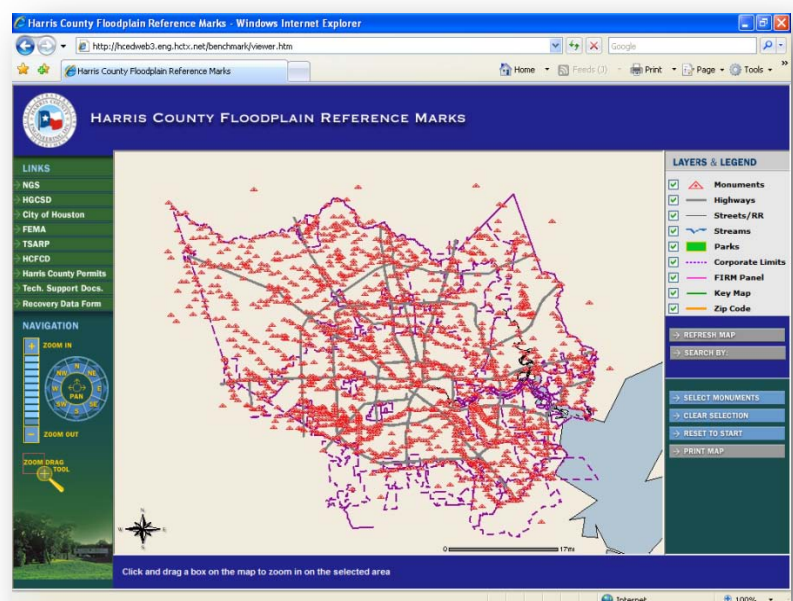 Harris County Floodplain Reference Marks - Windows Internet Explorer
http://hcedweb3.eng.hctx.net/benchmark/viewer.htm
Google
Harris County Floodplain Reference Marks
Home
Feeds (J)
Print
Page
Tools
HARRIS COUNTY FLOODPLAIN REFERENCE MARKS
LINKS
NGS
HGCSD
City of Houston
FEMA
TSARP
HCFCD
Harris County Permits
Tech. Support Docs.
Recovery Data Form
NAVIGATION
ZOOM IN
N
NW
NE
W
PAN
E
SW
SE
S
ZOOM OUT
ZOOM DRAG
TOOL
0
17mi
Click and drag a box on the map to zoom in on the selected area
LAYERS & LEGEND
Monuments
Highways
Streets/RR
Streams
Parks
Corporate Limits
FIRM Panel
Key Map
Zip Code
REFRESH MAP
SEARCH BY:
SELECT MONUMENTS
CLEAR SELECTION
RESET TO START
PRINT MAP
Internet
100%